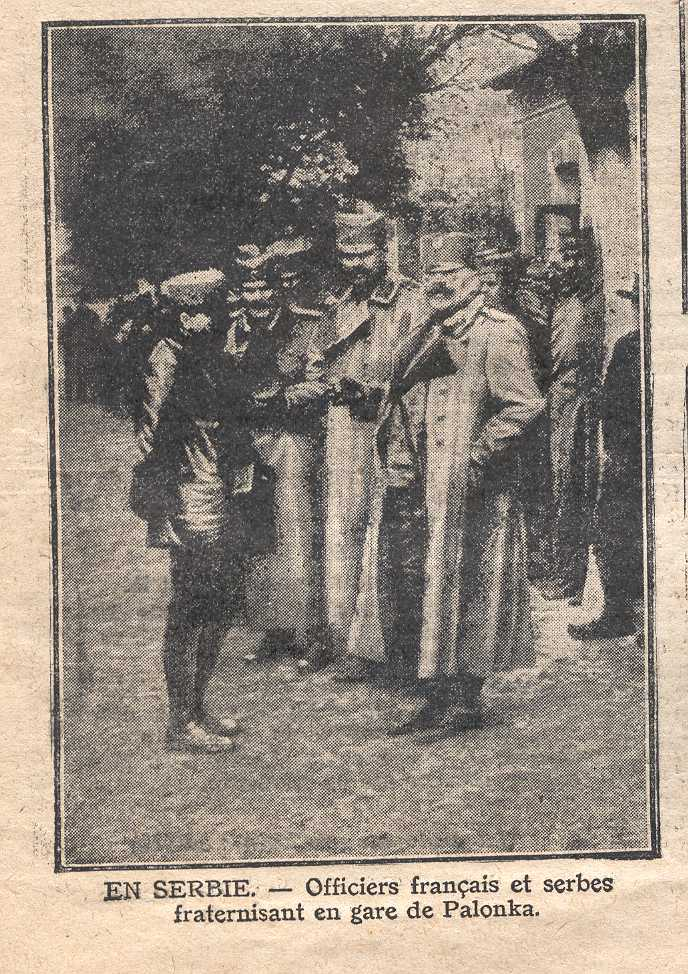 EN SERBIE. — Officiers français et serbes
fraternisant en gare de Palonka.